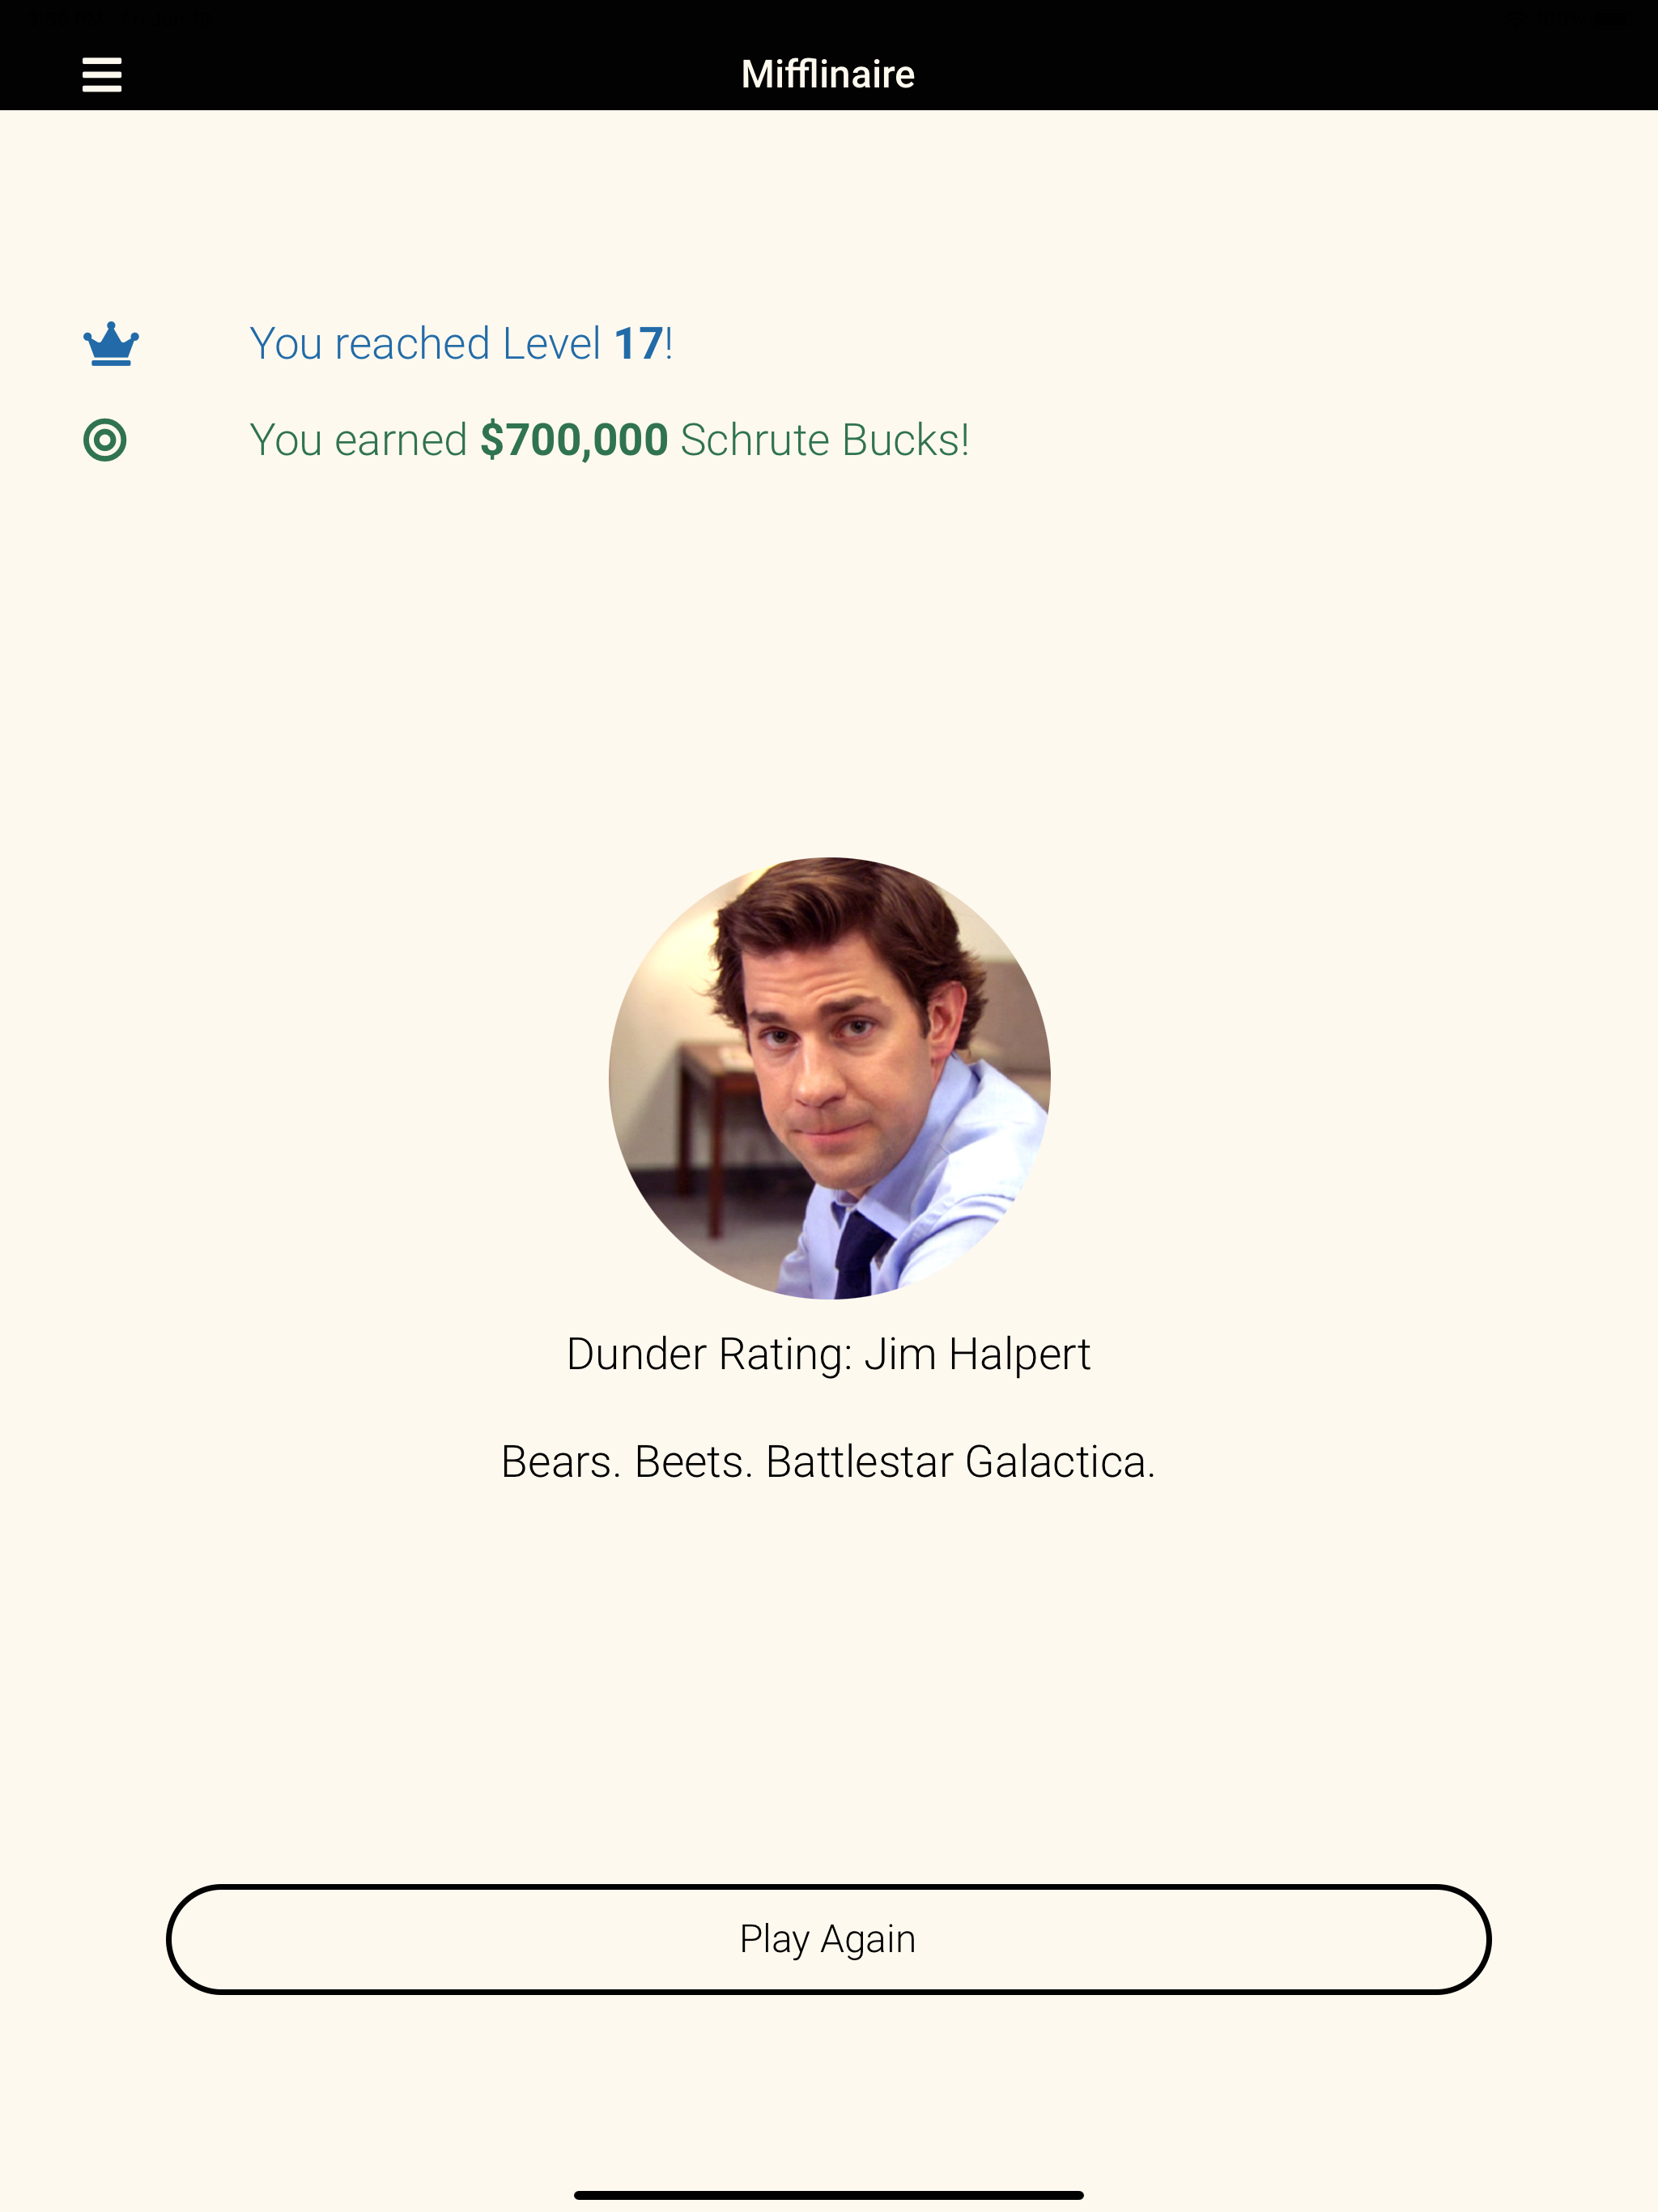 Mifflinaire
You reached Level 17!
You earned $700,000 Schrute Bucks!
Dunder Rating: Jim Halpert
Bears. Beets. Battlestar Galactica.
Play Again